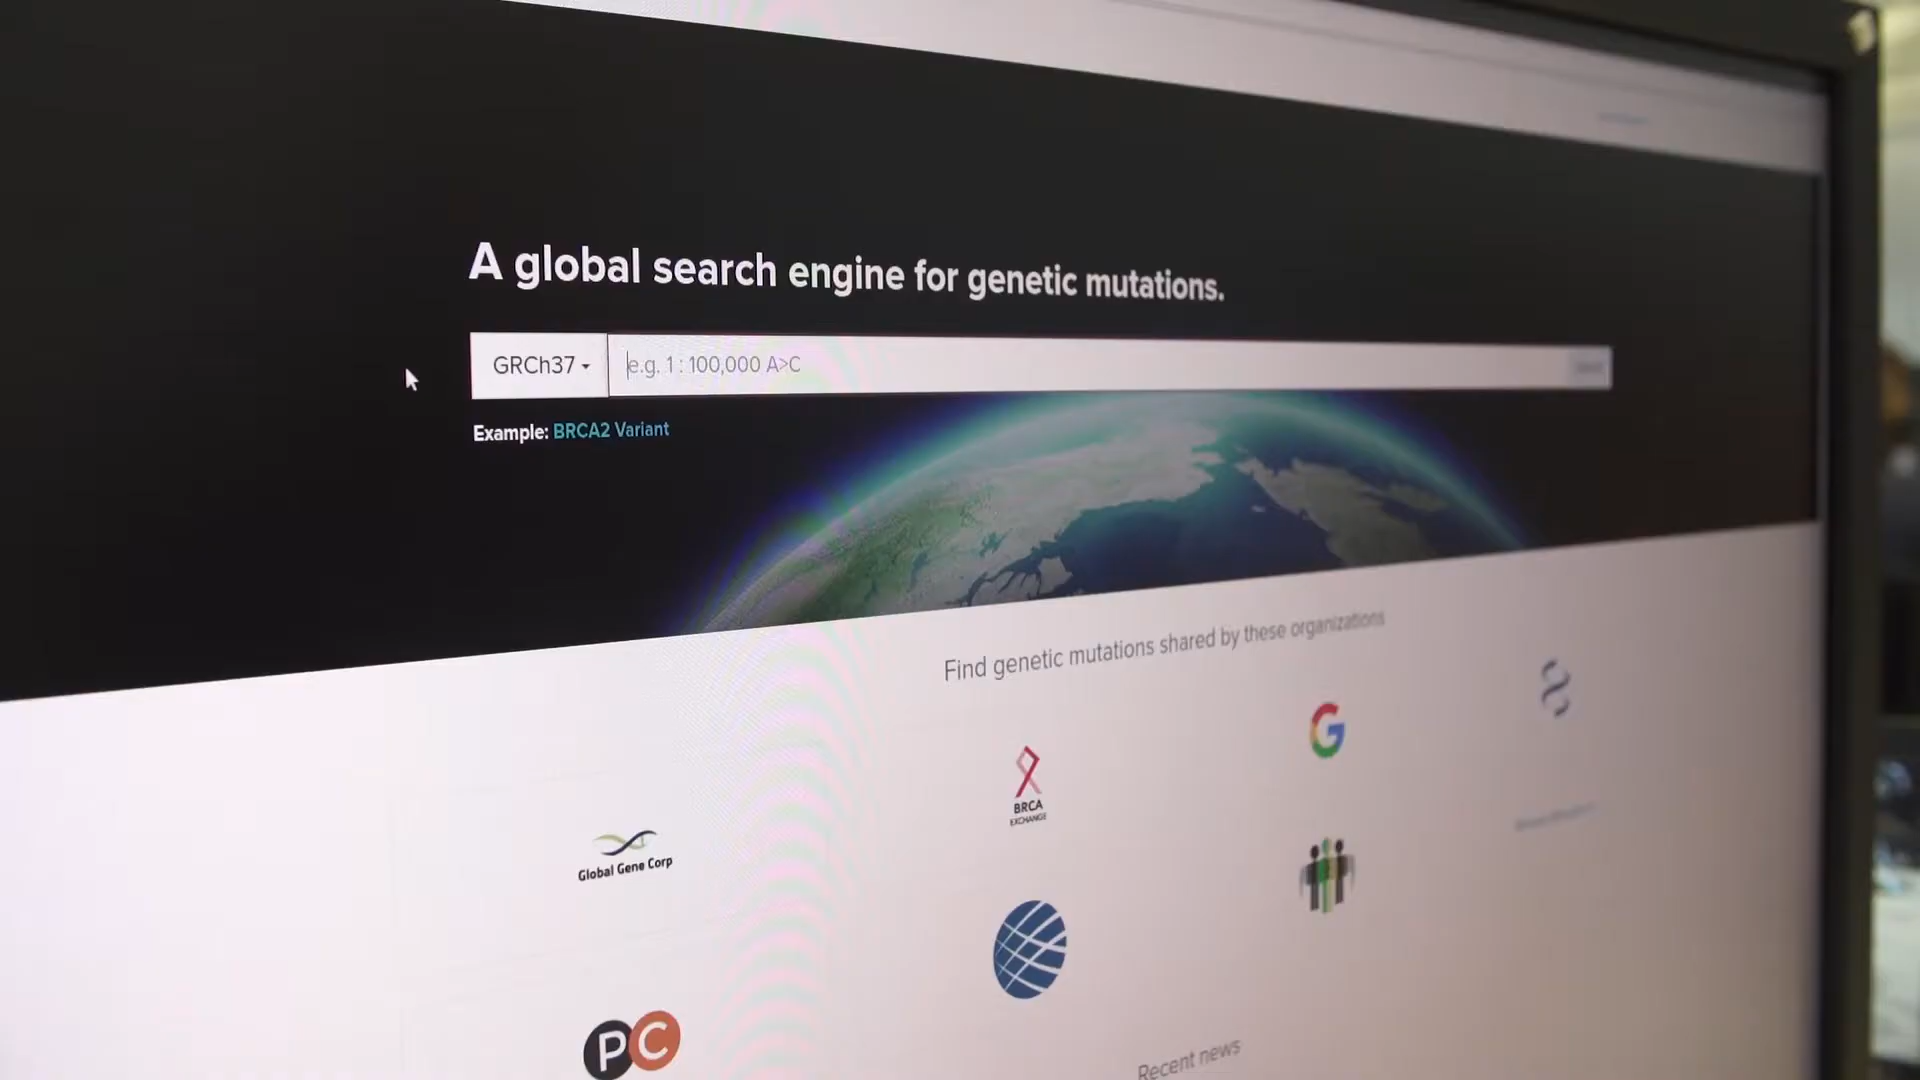 A global search engine for genetic mutations.
GRCh37
e.g. 1 : 100,000 A>C
Example: BRCA2 Variant
Find genetic mutations shared by these organizations
BRCA
EXCHANGE
Global Gene Corp
PC
Recent news